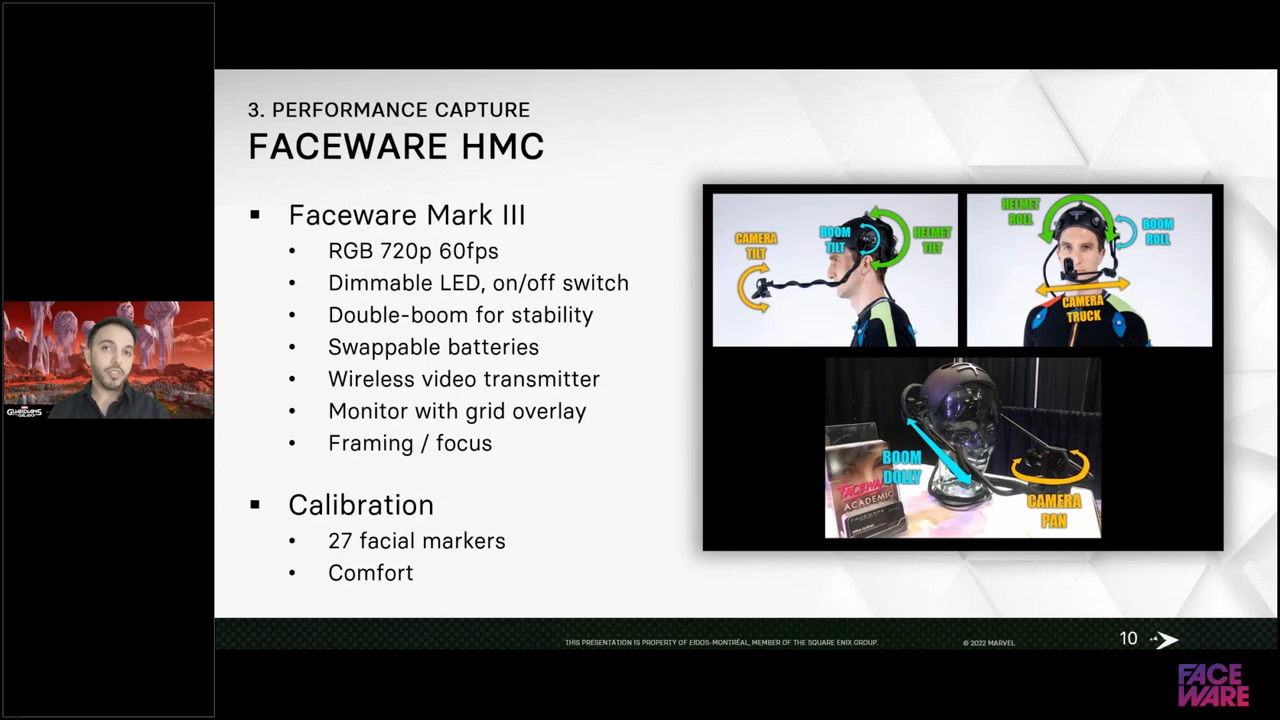 3. PERFORMANCE CAPTURE
FACEWARE HMC
▪ Faceware Mark III
• RGB 720p 60fps
• Dimmable LED, on/off switch
• Double-boom for stability
• Swappable batteries
• Wireless video transmitter
• Monitor with grid overlay
• Framing / focus
▪ Calibration
• 27 facial markers
• Comfort
CAMERA
TILT
BOOM
TILT
HELMET
TILT
HELMET
ROLL
BOOM
ROLL
CAMERA
TRUCK
BOOM
DOLLY
CAMERA
PAN
ACADEMIC
GUARDIANS
THIS PRESENTATION IS PROPERTY OF EIDOS-MONTRÉAL, MEMBER OF THE SQUARE ENIX GROUP.
© 2022 MARVEL
10
FACE
WARE